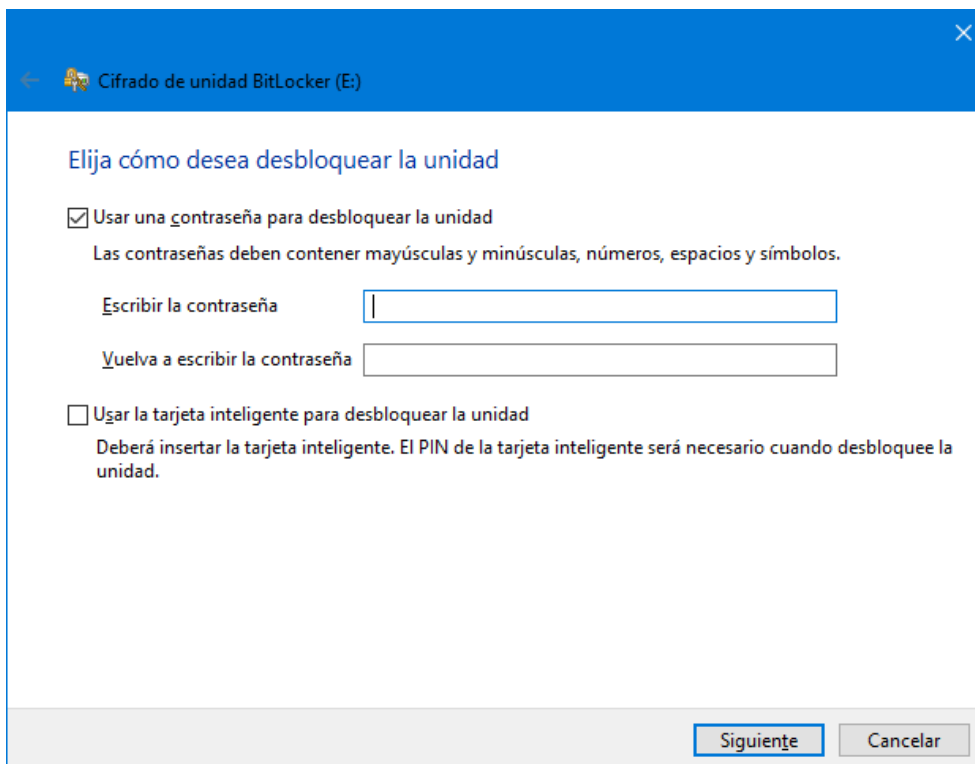 Cifrado de unidad BitLocker (E:)
Elija cómo desea desbloquear la unidad
Usar una contraseña para desbloquear la unidad
Las contraseñas deben contener mayúsculas y minúsculas, números, espacios y símbolos.
Escribir la contraseña
Vuelva a escribir la contraseña
Usar la tarjeta inteligente para desbloquear la unidad
Deberá insertar la tarjeta inteligente. El PIN de la tarjeta inteligente será necesario cuando desbloquee la
unidad.
Siguiente Cancelar